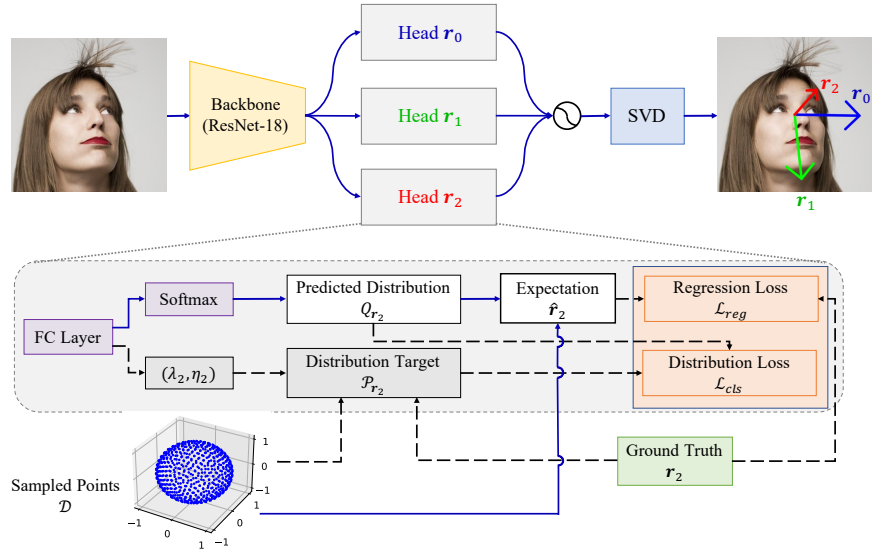 Head r₀
Backbone
(ResNet-18)
Head r₁
SVD
r₂
r₀
r₁
Head r₂
Softmax
Predicted Distribution
Q_r₂
Expectation
r̂₂
Regression Loss
ℒ_reg
FC Layer
(λ₂,η₂)
Distribution Target
𝒫_r₂
Distribution Loss
ℒ_cls
Sampled Points
𝒟
1
0
−1
−1
0
1
−1
0
1
Ground Truth
r₂